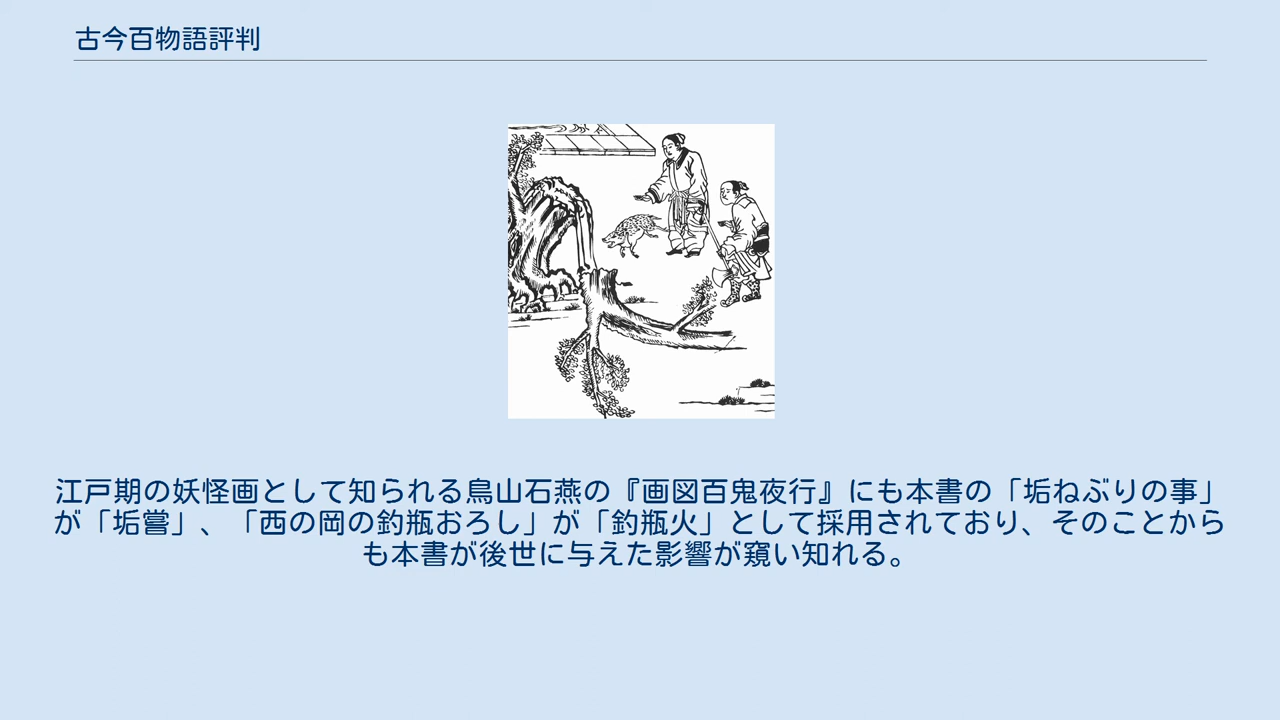 古今百物語評判
江戸期の妖怪画として知られる鳥山石燕の『画図百鬼夜行』にも本書の「垢ねぶりの事」
が「垢嘗」、「西の岡の釣瓶おろし」が「釣瓶火」として採用されており、そのことから
も本書が後世に与えた影響が窺い知れる。